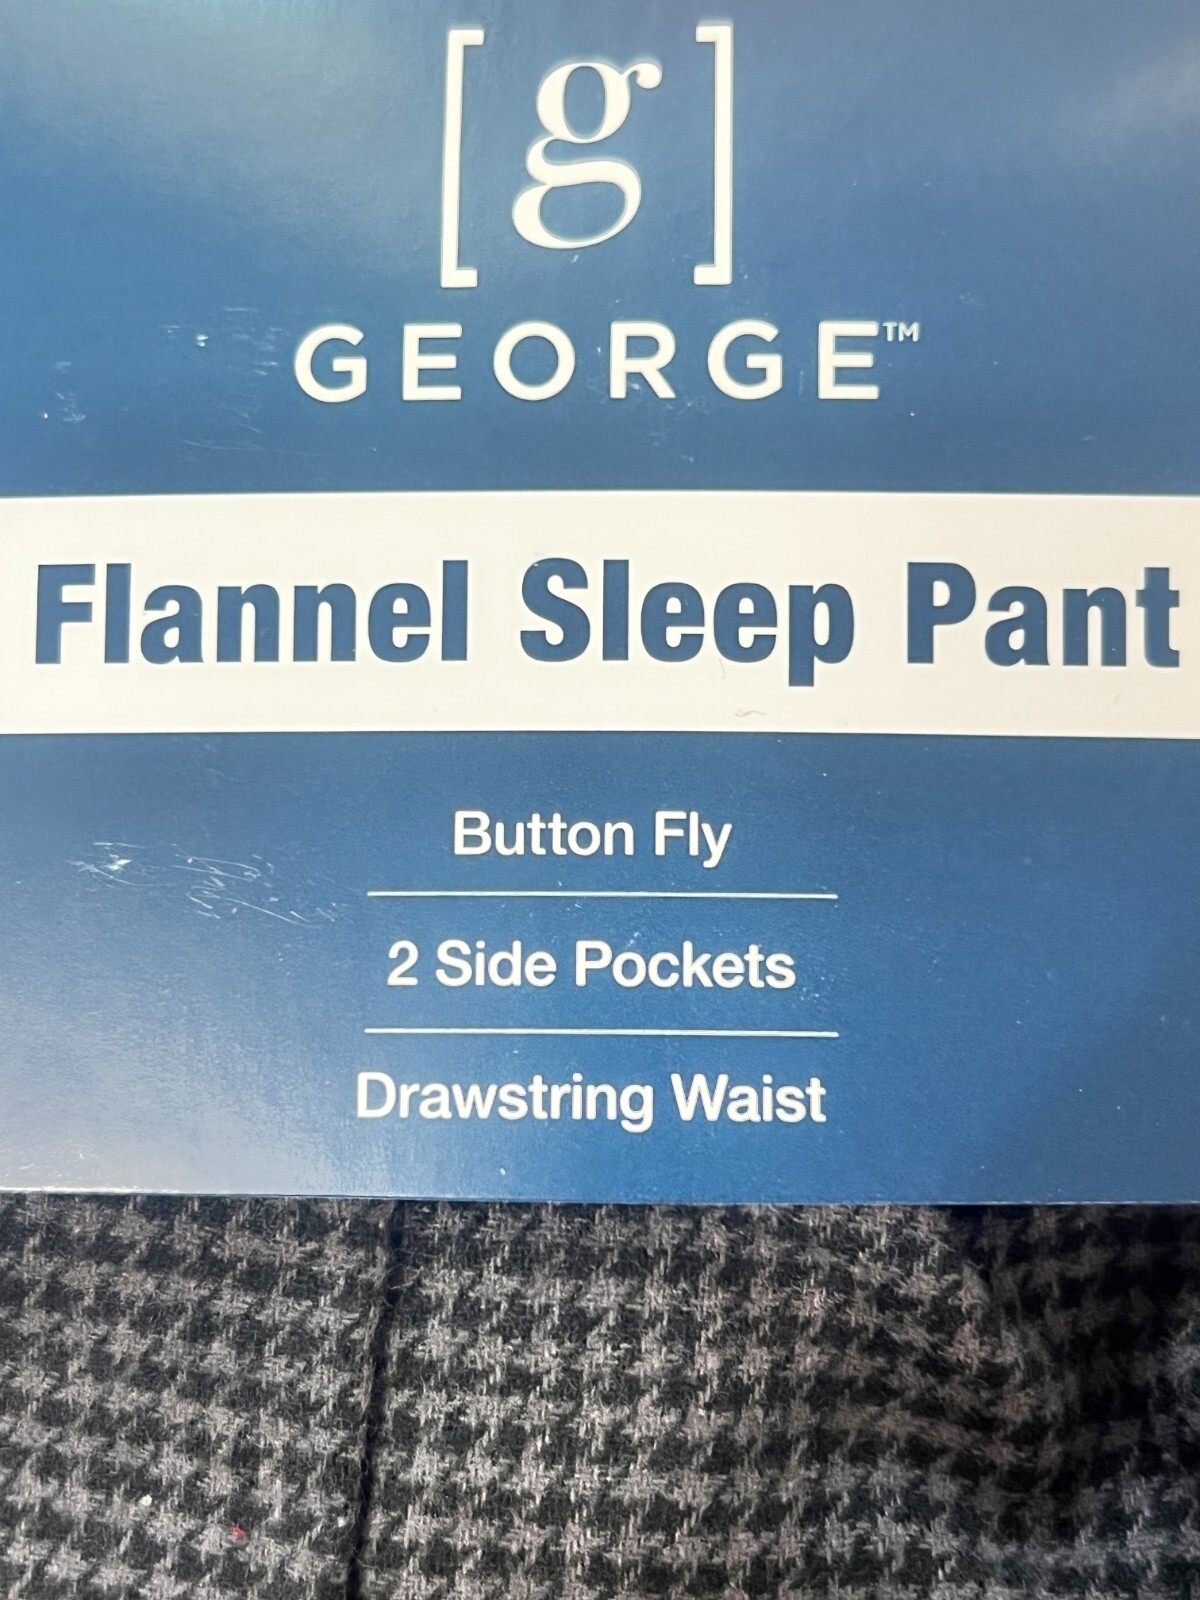 [g]
GEORGE™
Flannel Sleep Pant
Button Fly
2 Side Pockets
Drawstring Waist